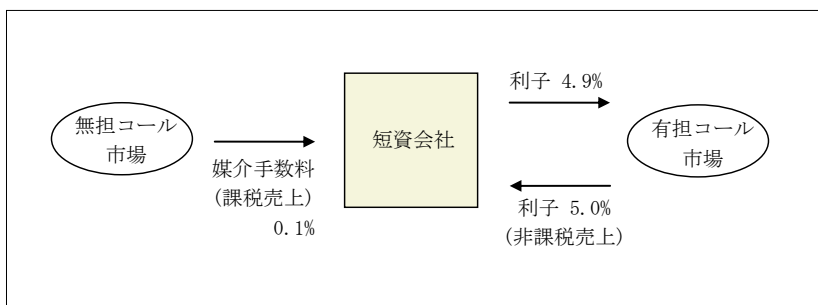 無担コール
市場
媒介手数料
(課税売上)
0.1%
短資会社
利子 4.9%
有担コール
市場
利子 5.0%
(非課税売上)